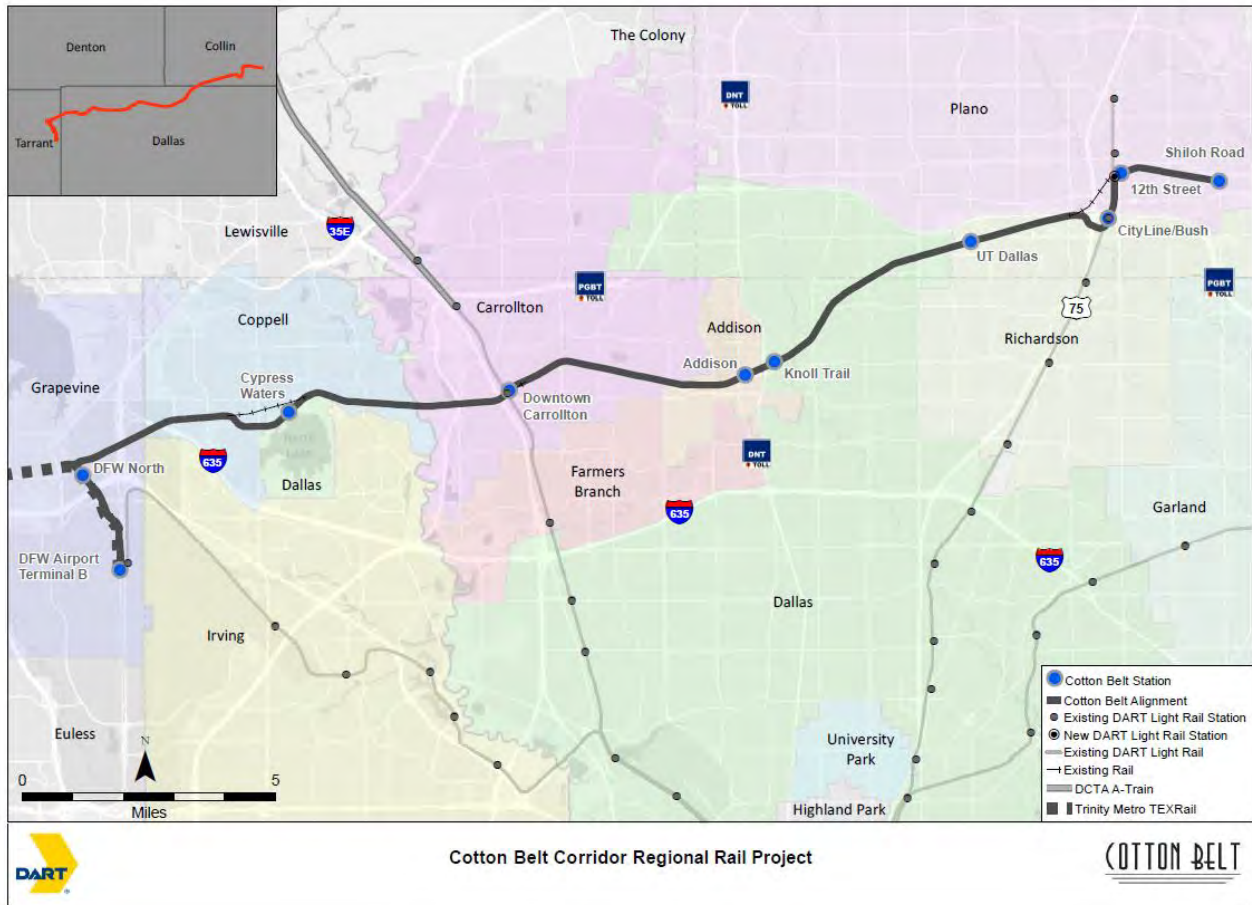 Denton
Collin
Tarrant
Dallas
The Colony
DNT
TOLL
Plano
Shiloh Road
12th Street
CityLine/Bush
UT Dallas
PGBT
TOLL
Lewisville
35E
PGBT
TOLL
Carrollton
75
Richardson
Coppell
Addison
Addison
Knoll Trail
Grapevine
Cypress
Waters
Downtown
Carrollton
DFW North
635
Dallas
DNT
TOLL
Farmers
Branch
635
Garland
635
DFW Airport
Terminal B
Irving
Dallas
Euless
N
0
5
Miles
University
Park
Highland Park
Cotton Belt Station
Cotton Belt Alignment
Existing DART Light Rail Station
New DART Light Rail Station
Existing DART Light Rail
Existing Rail
DCTA A-Train
Trinity Metro TEXRail
DART
Cotton Belt Corridor Regional Rail Project
COTTON BELT